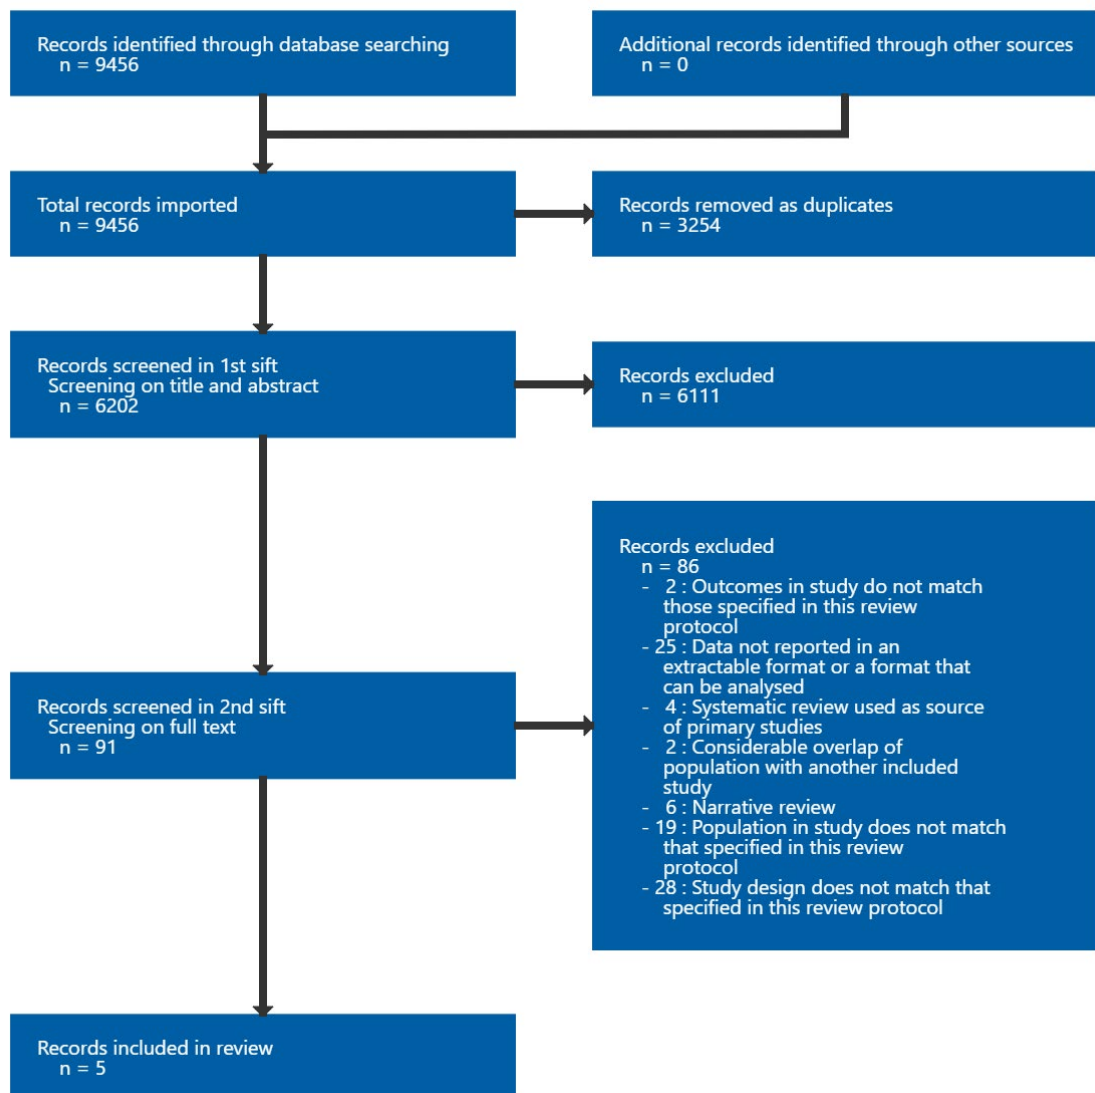 Records identified through database searching
n = 9456
Additional records identified through other sources
n = 0
Total records imported
n = 9456
Records removed as duplicates
n = 3254
Records screened in 1st sift
Screening on title and abstract
n = 6202
Records excluded
n = 6111
Records screened in 2nd sift
Screening on full text
n = 91
Records excluded
n = 86
- 2 : Outcomes in study do not match
those specified in this review
protocol
- 25 : Data not reported in an
extractable format or a format that
can be analysed
- 4 : Systematic review used as source
of primary studies
- 2 : Considerable overlap of
population with another included
study
- 6 : Narrative review
- 19 : Population in study does not match
that specified in this review
protocol
- 28 : Study design does not match that
specified in this review protocol
Records included in review
n = 5